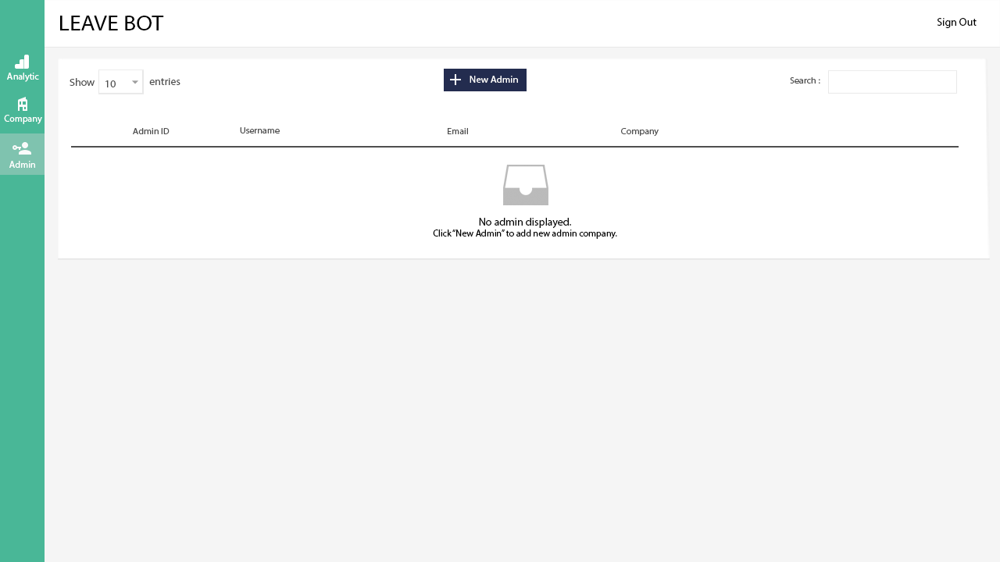 LEAVE BOT
Sign Out
Analytic
Company
Admin
Show 10 entries
New Admin
Search :
Admin ID Username Email Company
No admin displayed.
Click “New Admin” to add new admin company.